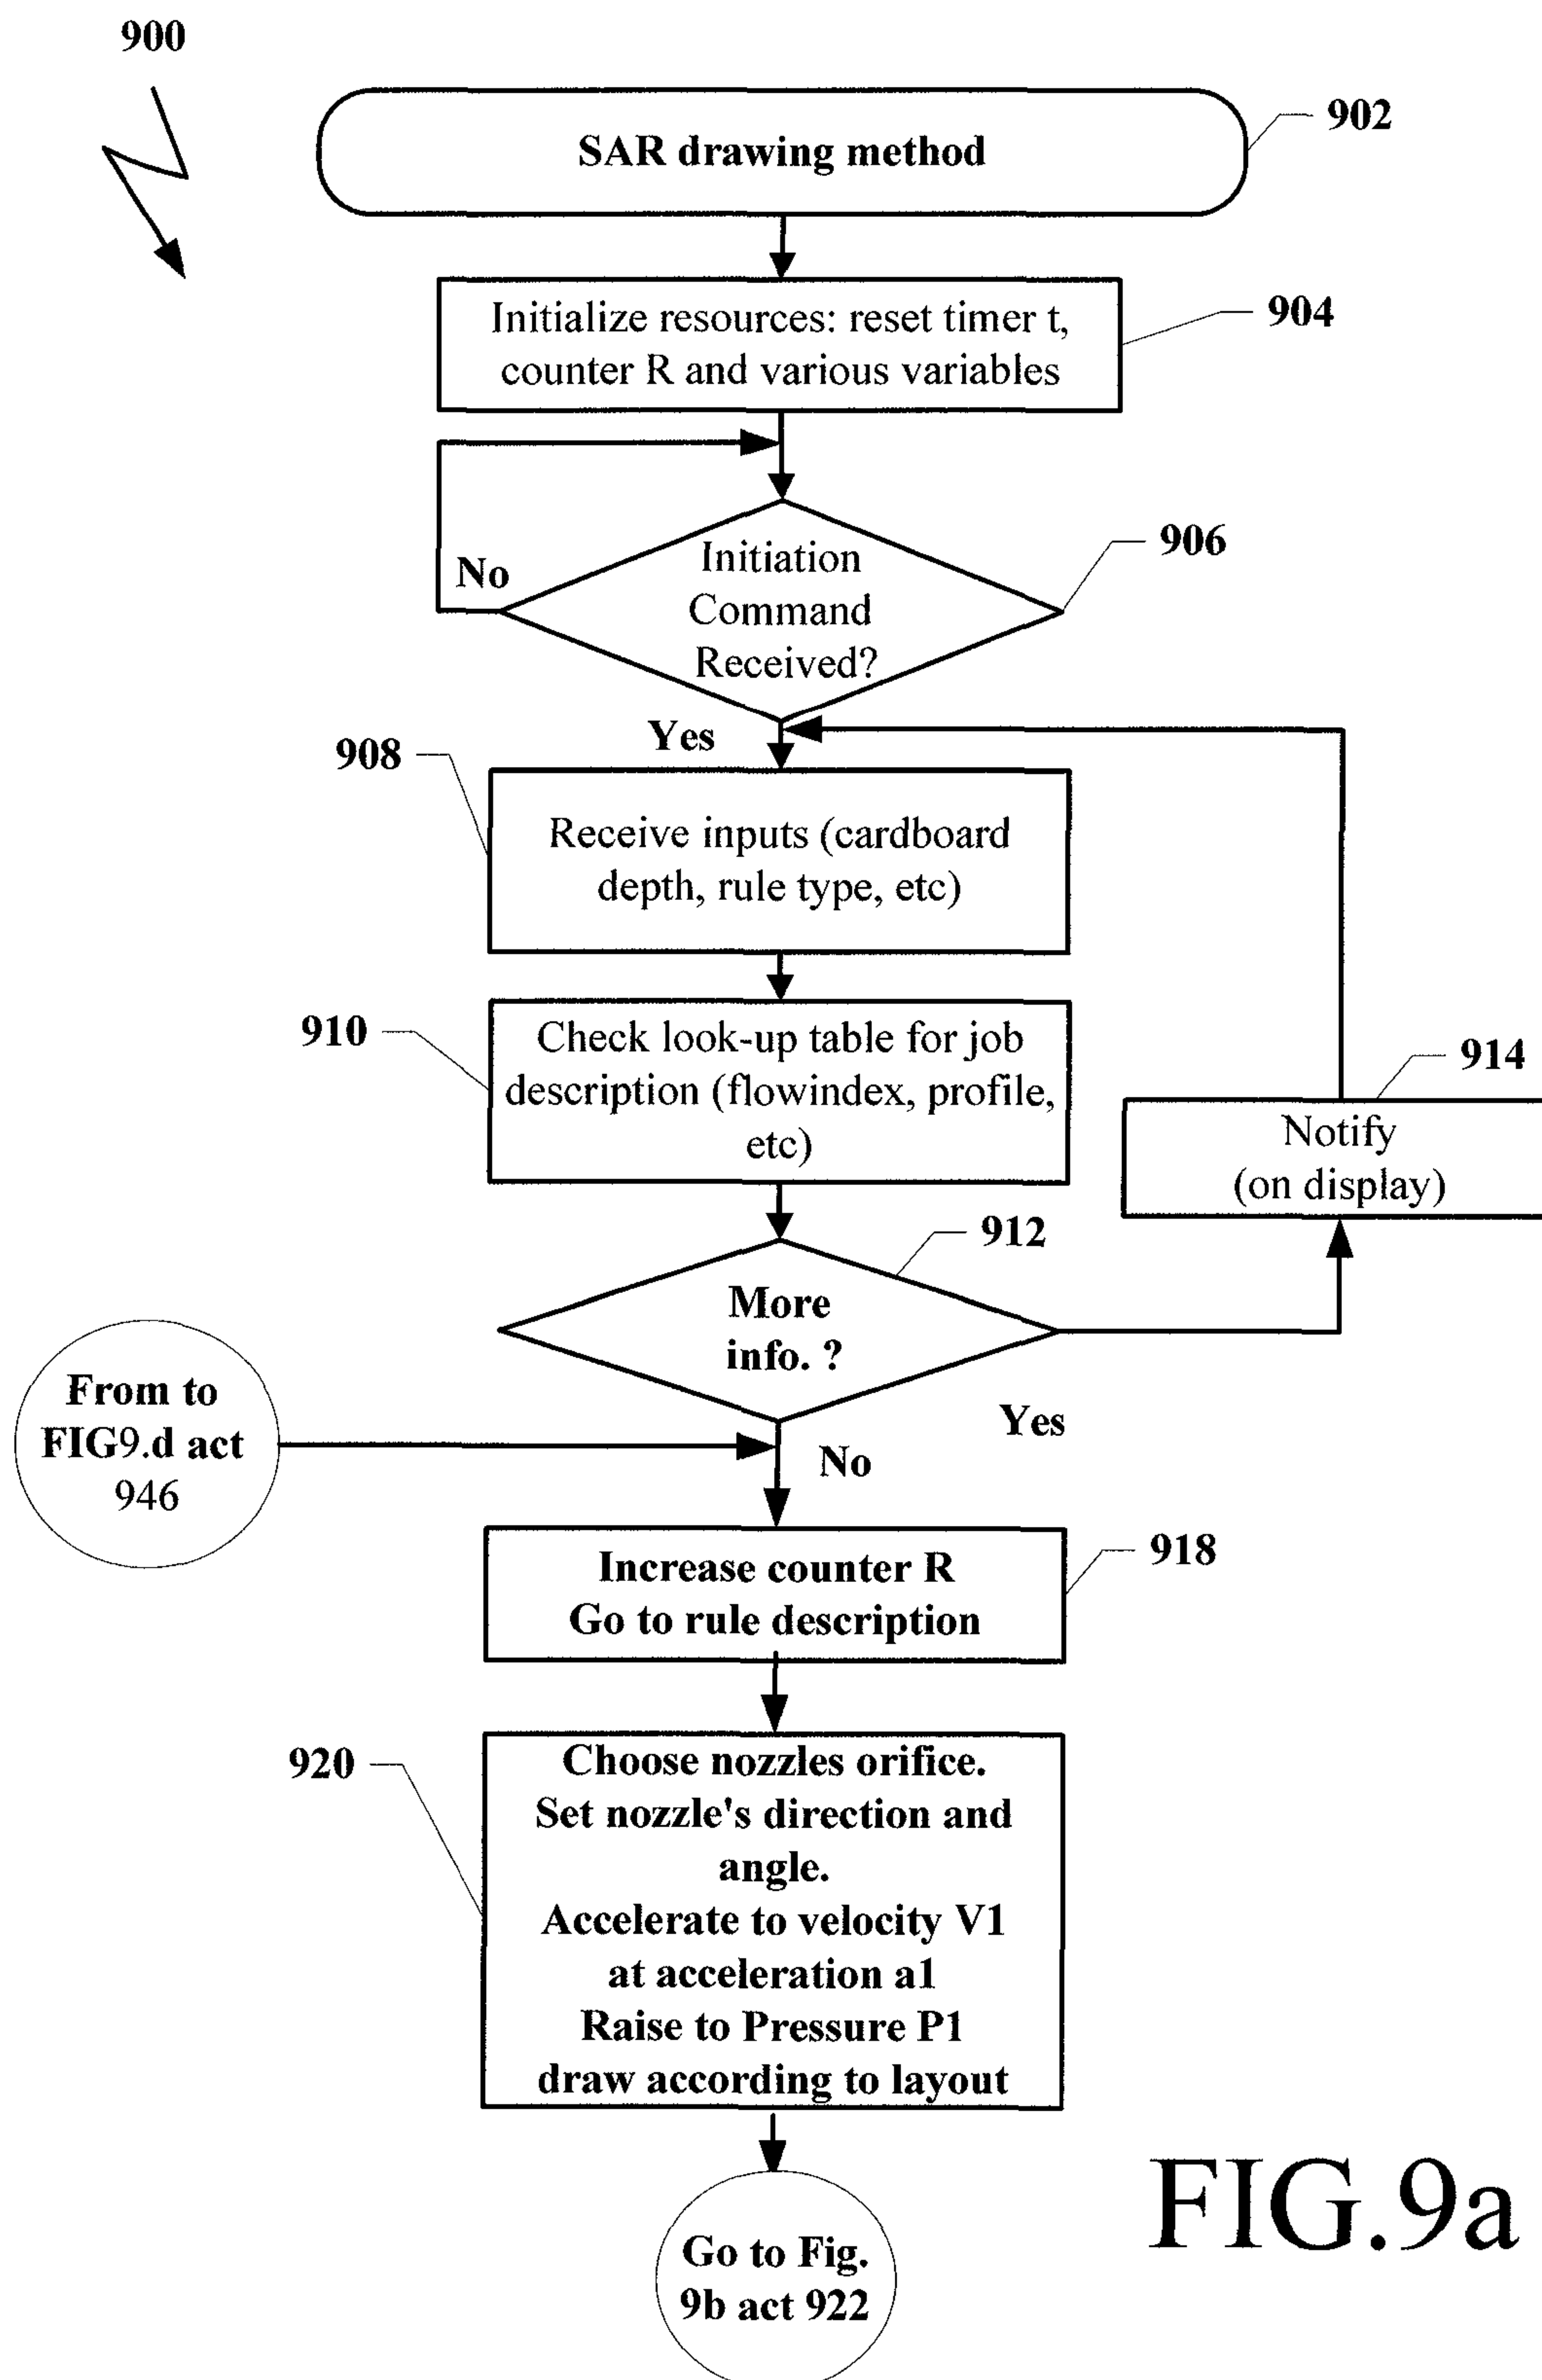 900
902
SAR drawing method
904
Initialize resources: reset timer t,
counter R and various variables
906
Initiation
Command
Received?
No
Yes
908
Receive inputs (cardboard
depth, rule type, etc)
910
Check look-up table for job
description (flowindex, profile,
etc)
914
Notify
(on display)
912
More
info. ?
From to
FIG9.d act
946
Yes
No
918
Increase counter R
Go to rule description
920
Choose nozzles orifice.
Set nozzle's direction and
angle.
Accelerate to velocity V1
at acceleration a1
Raise to Pressure P1
draw according to layout
Go to Fig.
9b act 922
FIG.9a